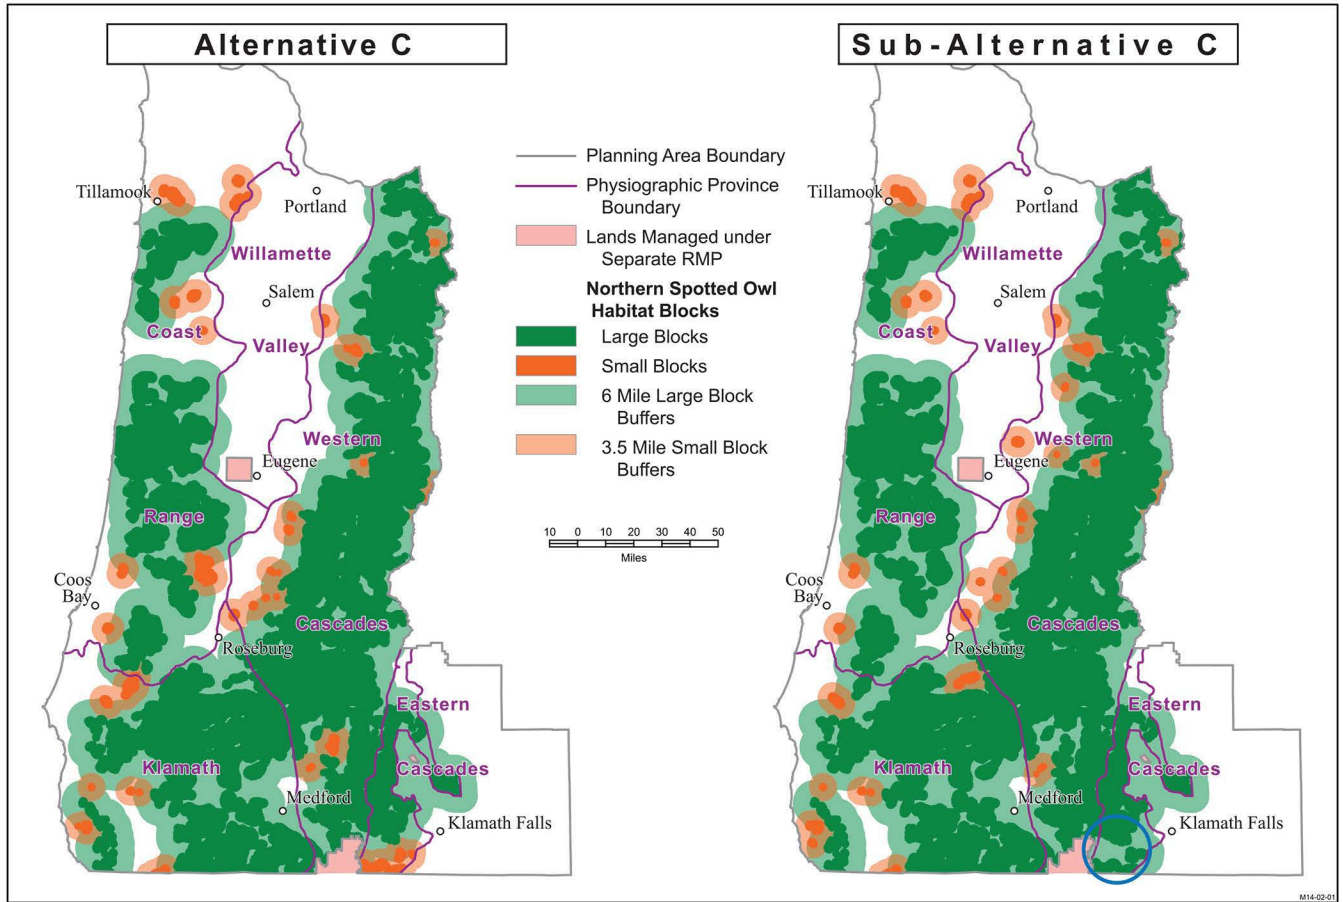 Alternative C
Sub-Alternative C
Planning Area Boundary
Physiographic Province
Boundary
Lands Managed under
Separate RMP
Northern Spotted Owl
Habitat Blocks
Large Blocks
Small Blocks
6 Mile Large Block
Buffers
3.5 Mile Small Block
Buffers
10 0 10 20 30 40 50
Miles
Tillamook
Portland
Willamette
Salem
Coast
Valley
Western
Eugene
Range
Coos
Bay
Cascades
Roseburg
Eastern
Klamath
Cascades
Medford
Klamath Falls
Tillamook
Portland
Willamette
Salem
Coast
Valley
Western
Eugene
Range
Coos
Bay
Cascades
Roseburg
Eastern
Klamath
Cascades
Medford
Klamath Falls
M14-02-01